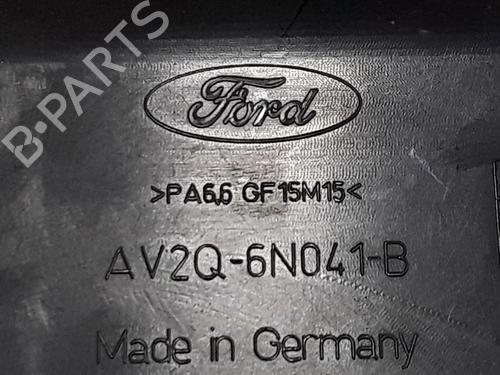 B-PARTS
Ford
>PA6,6 GF15M15<
AV2Q-6N041-B
Made in Germany